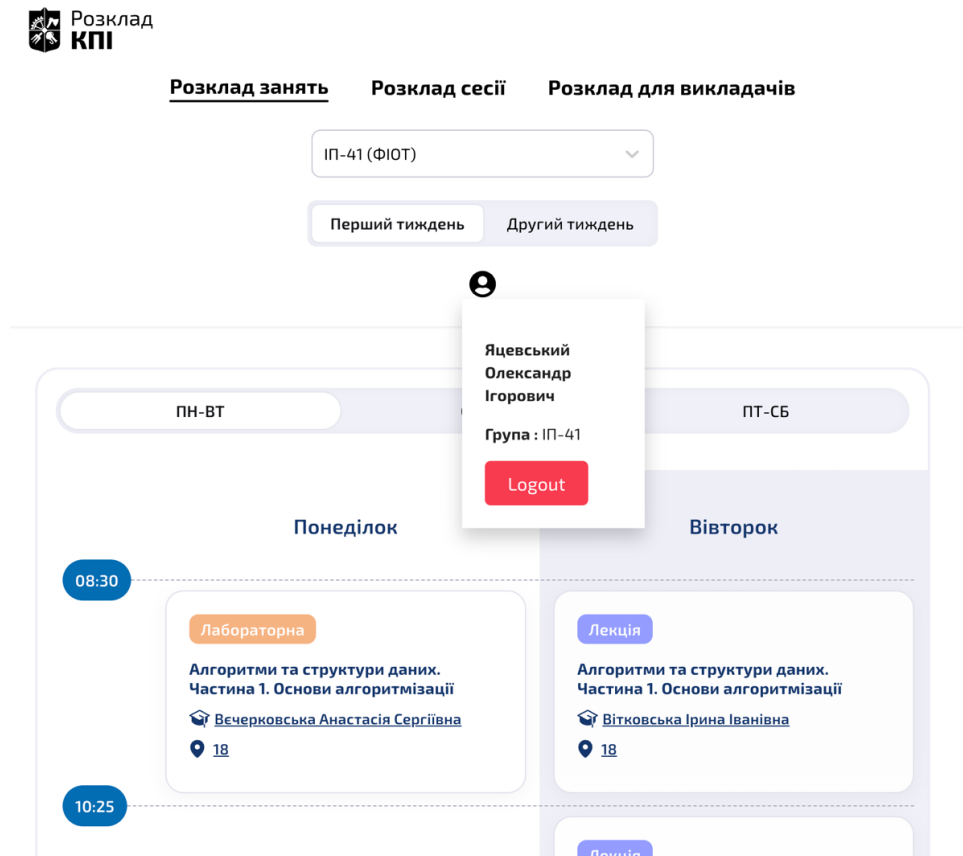 Розклад
КПІ
Розклад занять
Розклад сесії
Розклад для викладачів
ІП-41 (ФІОТ)
Перший тиждень
Другий тиждень
Яцевський
Олександр
Ігорович
Група : ІП-41
Logout
ПН-ВТ
ПТ-СБ
Понеділок
Вівторок
08:30
Лабораторна
Алгоритми та структури даних.
Частина 1. Основи алгоритмізації
Вєчерковська Анастасія Сергіївна
18
Лекція
Алгоритми та структури даних.
Частина 1. Основи алгоритмізації
Вітковська Ірина Іванівна
18
10:25
Лекція